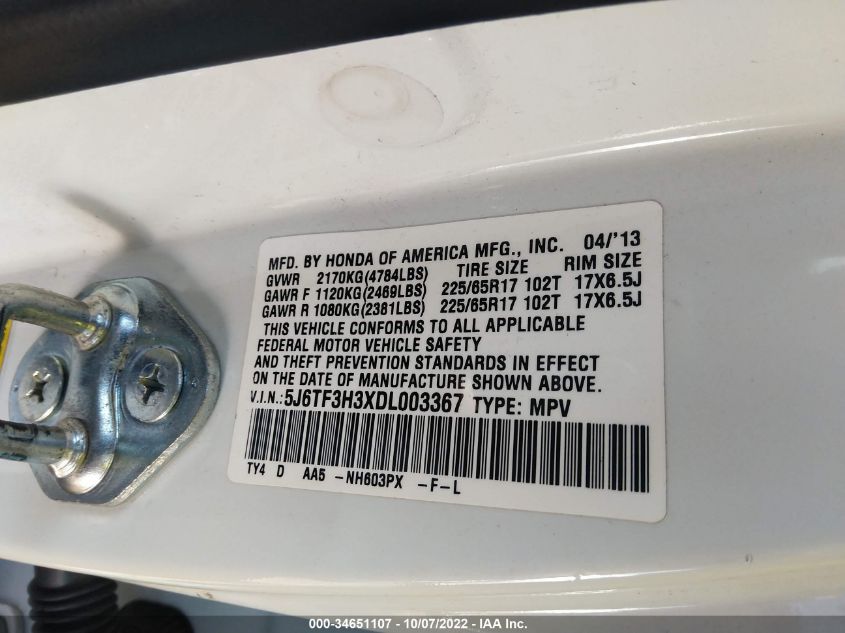 MFD. BY HONDA OF AMERICA MFG., INC. 04/'13
GVWR 2170KG(4784LBS) TIRE SIZE RIM SIZE
GAWR F 1120KG(2469LBS) 225/65R17 102T 17X6.5J
GAWR R 1080KG(2381LBS) 225/65R17 102T 17X6.5J
THIS VEHICLE CONFORMS TO ALL APPLICABLE
FEDERAL MOTOR VEHICLE SAFETY
AND THEFT PREVENTION STANDARDS IN EFFECT
ON THE DATE OF MANUFACTURE SHOWN ABOVE.
V.I.N.:5J6TF3H3XDL003367 TYPE: MPV
TY4 D AA5 -NH603PX -F-L
000-34651107 - 10/07/2022 - IAA Inc.